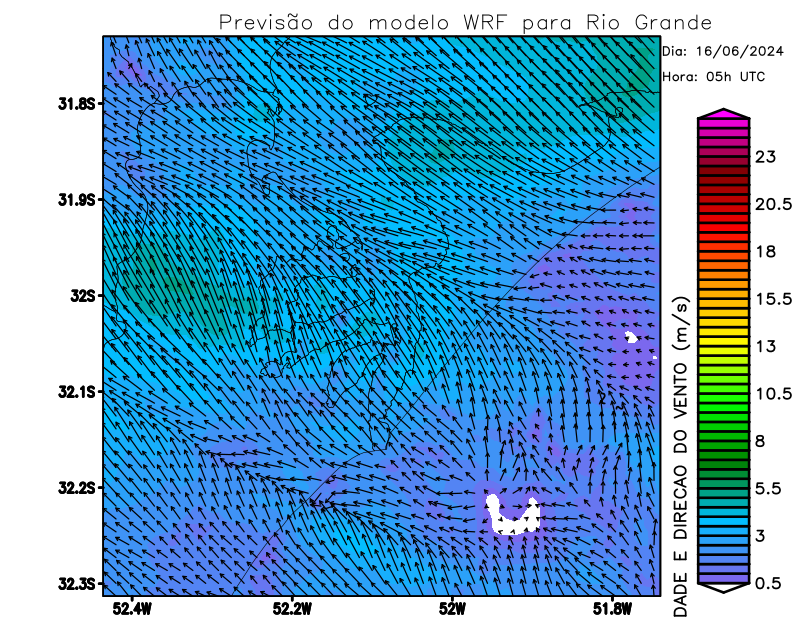 Previsão do modelo WRF para Rio Grande
Dia: 16/06/2024
Hora: 05h UTC
31.8S
31.9S
32S
32.1S
32.2S
32.3S
52.4W
52.2W
52W
51.8W
23
20.5
18
15.5
13
10.5
8
5.5
3
0.5
DADE E DIRECAO DO VENTO (m/s)